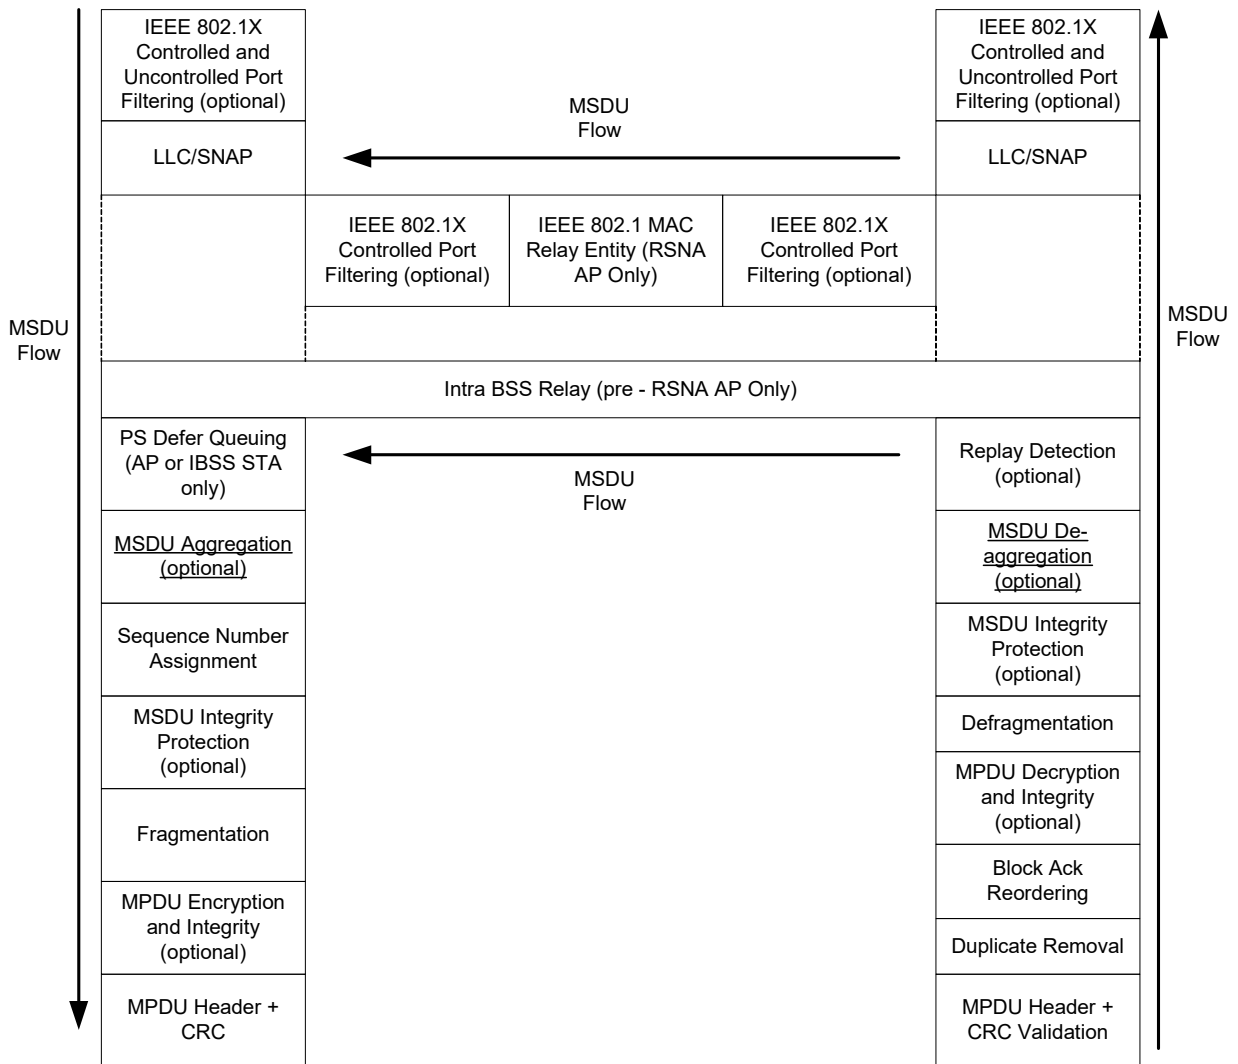 IEEE 802.1X
Controlled and
Uncontrolled Port
Filtering (optional)
LLC/SNAP
MSDU
Flow
IEEE 802.1X
Controlled and
Uncontrolled Port
Filtering (optional)
LLC/SNAP
IEEE 802.1X
Controlled Port
Filtering (optional)
IEEE 802.1 MAC
Relay Entity (RSNA
AP Only)
IEEE 802.1X
Controlled Port
Filtering (optional)
MSDU
Flow
MSDU
Flow
Intra BSS Relay (pre - RSNA AP Only)
PS Defer Queuing
(AP or IBSS STA
only)
MSDU Aggregation
(optional)
Sequence Number
Assignment
MSDU Integrity
Protection
(optional)
Fragmentation
MPDU Encryption
and Integrity
(optional)
MPDU Header +
CRC
MSDU
Flow
Replay Detection
(optional)
MSDU De-
aggregation
(optional)
MSDU Integrity
Protection
(optional)
Defragmentation
MPDU Decryption
and Integrity
(optional)
Block Ack
Reordering
Duplicate Removal
MPDU Header +
CRC Validation